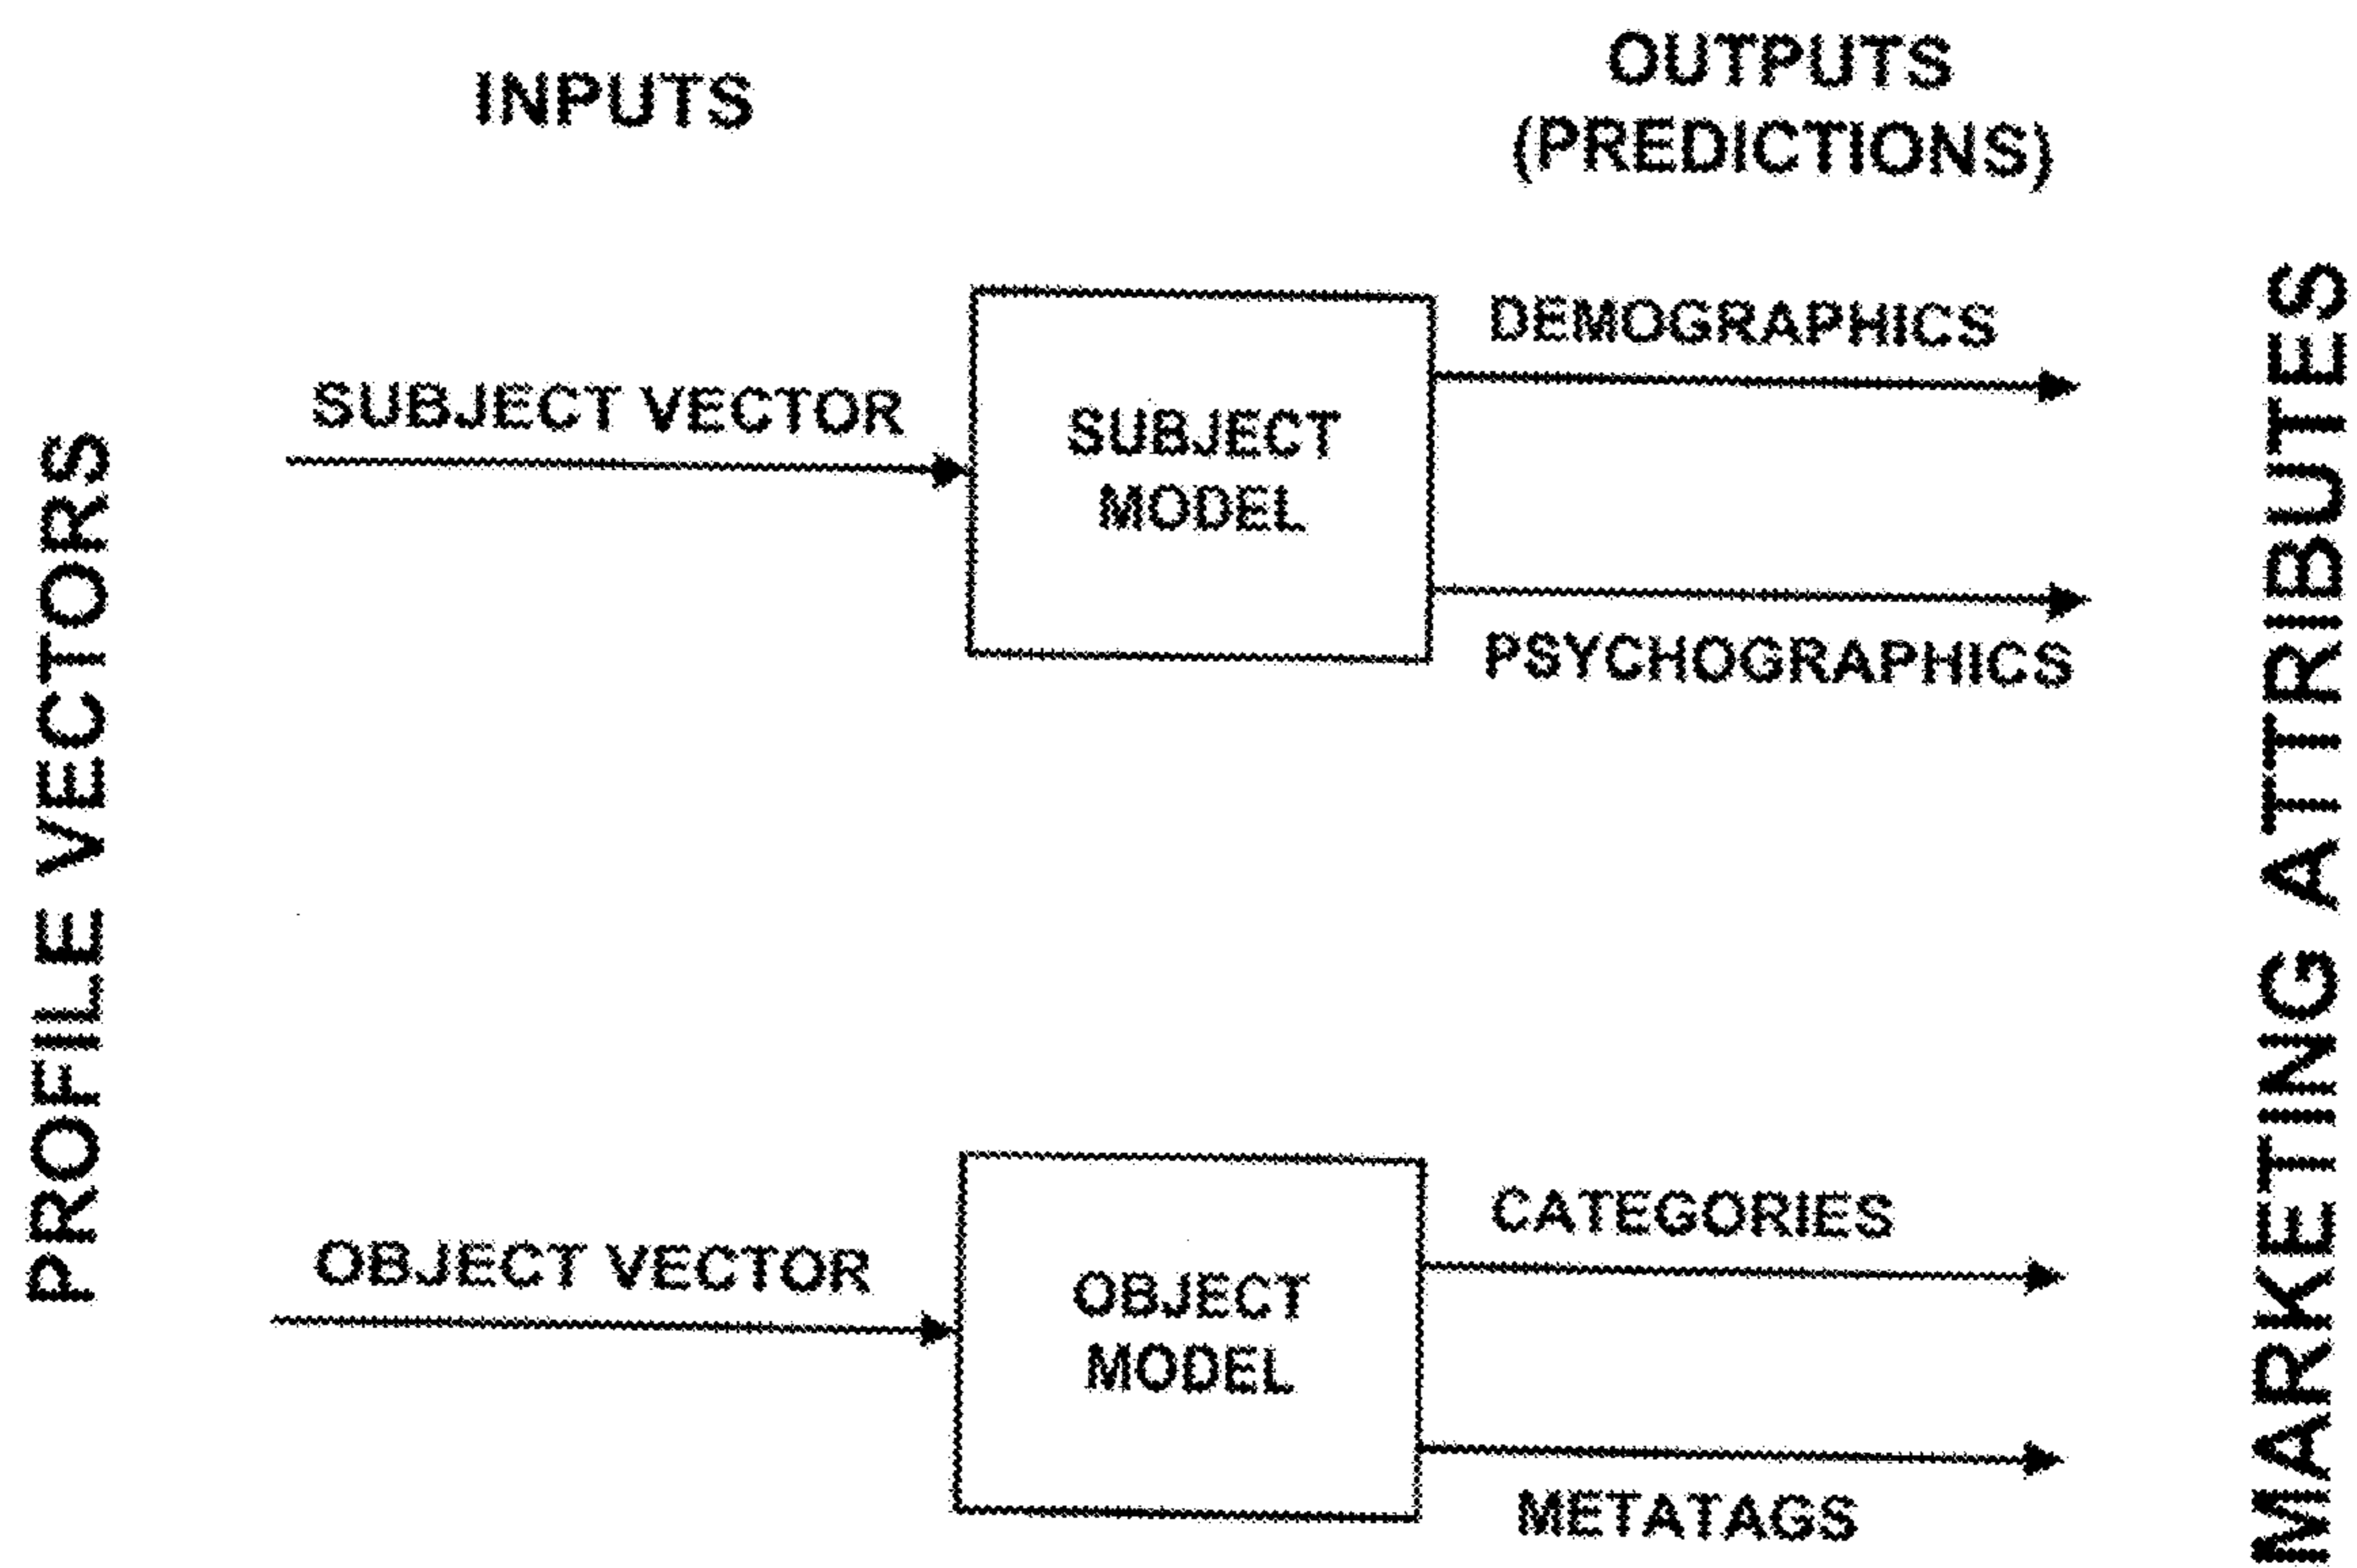 INPUTS
OUTPUTS
(PREDICTIONS)
PROFILE VECTORS
SUBJECT VECTOR
SUBJECT
MODEL
DEMOGRAPHICS
PSYCHOGRAPHICS
OBJECT VECTOR
OBJECT
MODEL
CATEGORIES
METATAGS
MARKETING ATTRIBUTES